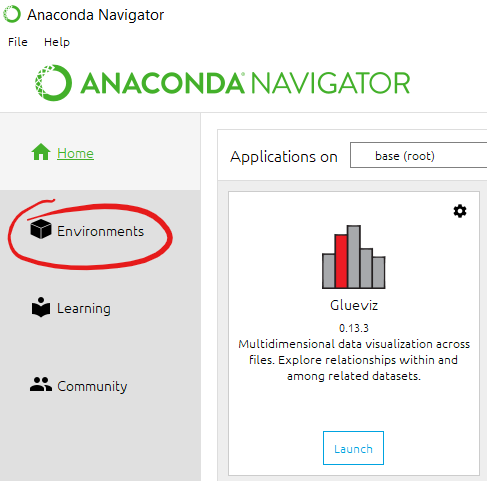 Anaconda Navigator
File Help
ANACONDA NAVIGATOR
Home
Applications on base (root)
Environments
Glueviz
0.13.3
Learning
Multidimensional data visualization across
files. Explore relationships within and
among related datasets.
Community
Launch